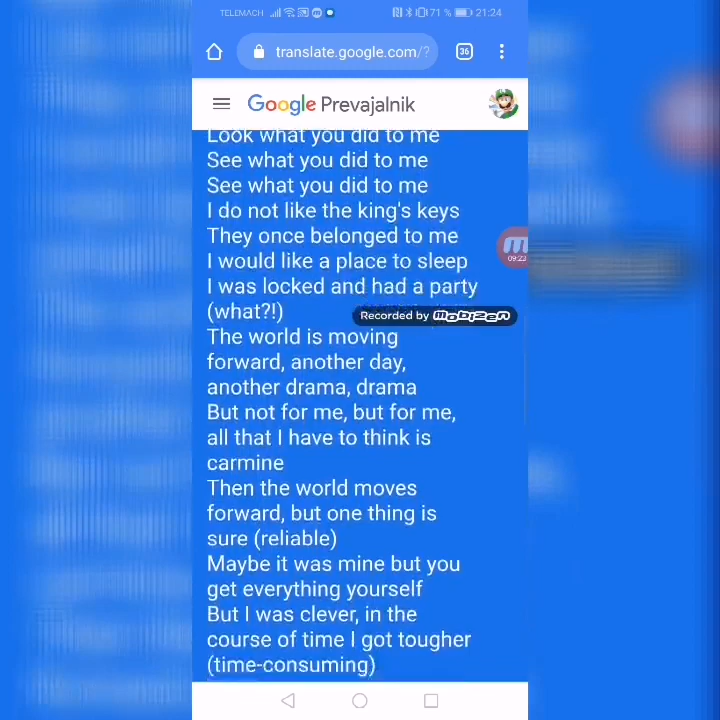 TELEMACH
71 %
21:24
translate.google.com/?
36
Google Prevajalnik
Look what you did to me
See what you did to me
See what you did to me
I do not like the king's keys
They once belonged to me
I would like a place to sleep
I was locked and had a party
(what?!)
09:23
Recorded by mobizen
The world is moving
forward, another day,
another drama, drama
But not for me, but for me,
all that I have to think is
carmine
Then the world moves
forward, but one thing is
sure (reliable)
Maybe it was mine but you
get everything yourself
But I was clever, in the
course of time I got tougher
(time-consuming)